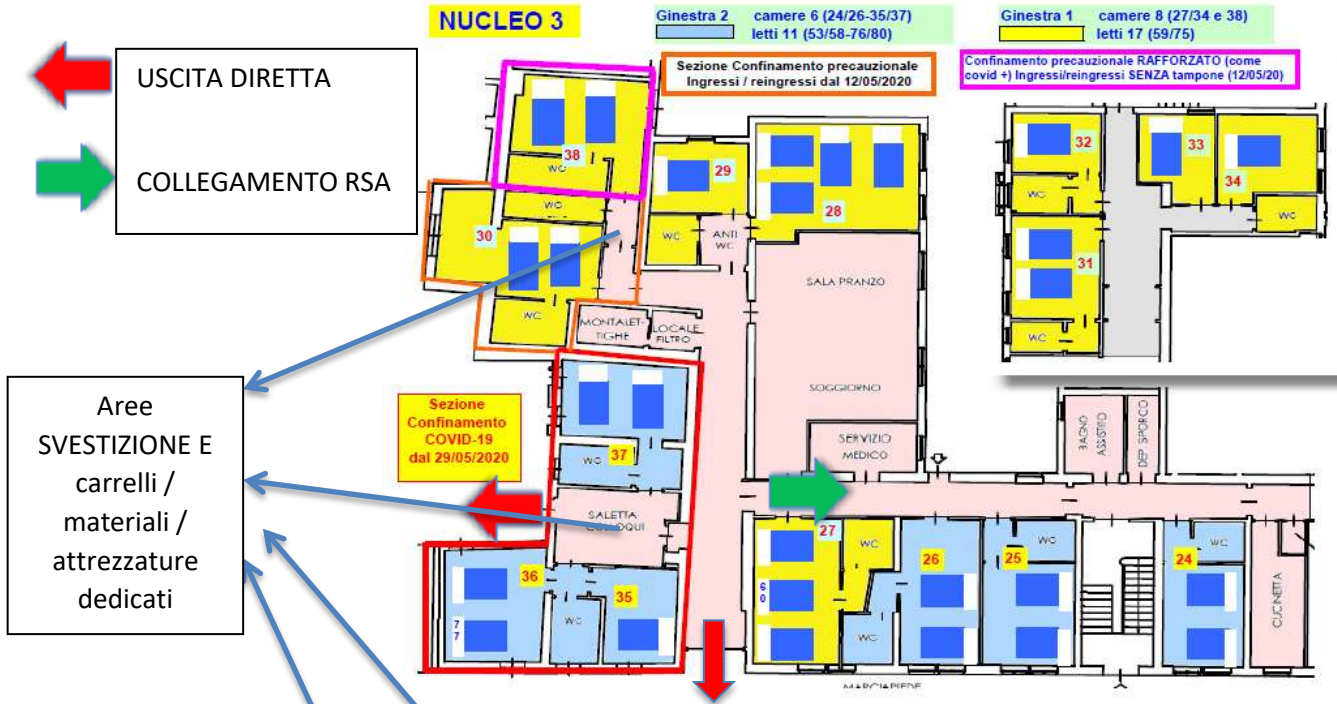 NUCLEO 3
Ginestra 2 camere 6 (24/26-35/37)
letti 11 (53/58-76/80)
Ginestra 1 camere 8 (27/34 e 38)
letti 17 (59/75)
USCITA DIRETTA
COLLEGAMENTO RSA
Sezione Confinamento precauzionale
Ingressi / reingressi dal 12/05/2020
Confinamento precauzionale RAFFORZATO (come
covid +) Ingressi/reingressi SENZA tampone (12/05/20)
38
WC
WC
30
WC
29
WC
ANTI
WC
28
SALA PRANZO
SOGGIORNO
SERVIZIO
MEDICO
MONTALET-
TIGHE
LOCALE
FILTRO
32
WC
31
WC
33
34
WC
Aree
SVESTIZIONE E
carrelli /
materiali /
attrezzature
dedicati
Sezione
Confinamento
COVID-19
dal 29/05/2020
WC
37
SALETTA
COLLOQUI
36
77
WC
35
27
60
WC
WC
26
25
WC
24
WC
BAGNO
ASSISTITO
DEP. SPORCO
CUCINETTA
MARCIAPIEDE